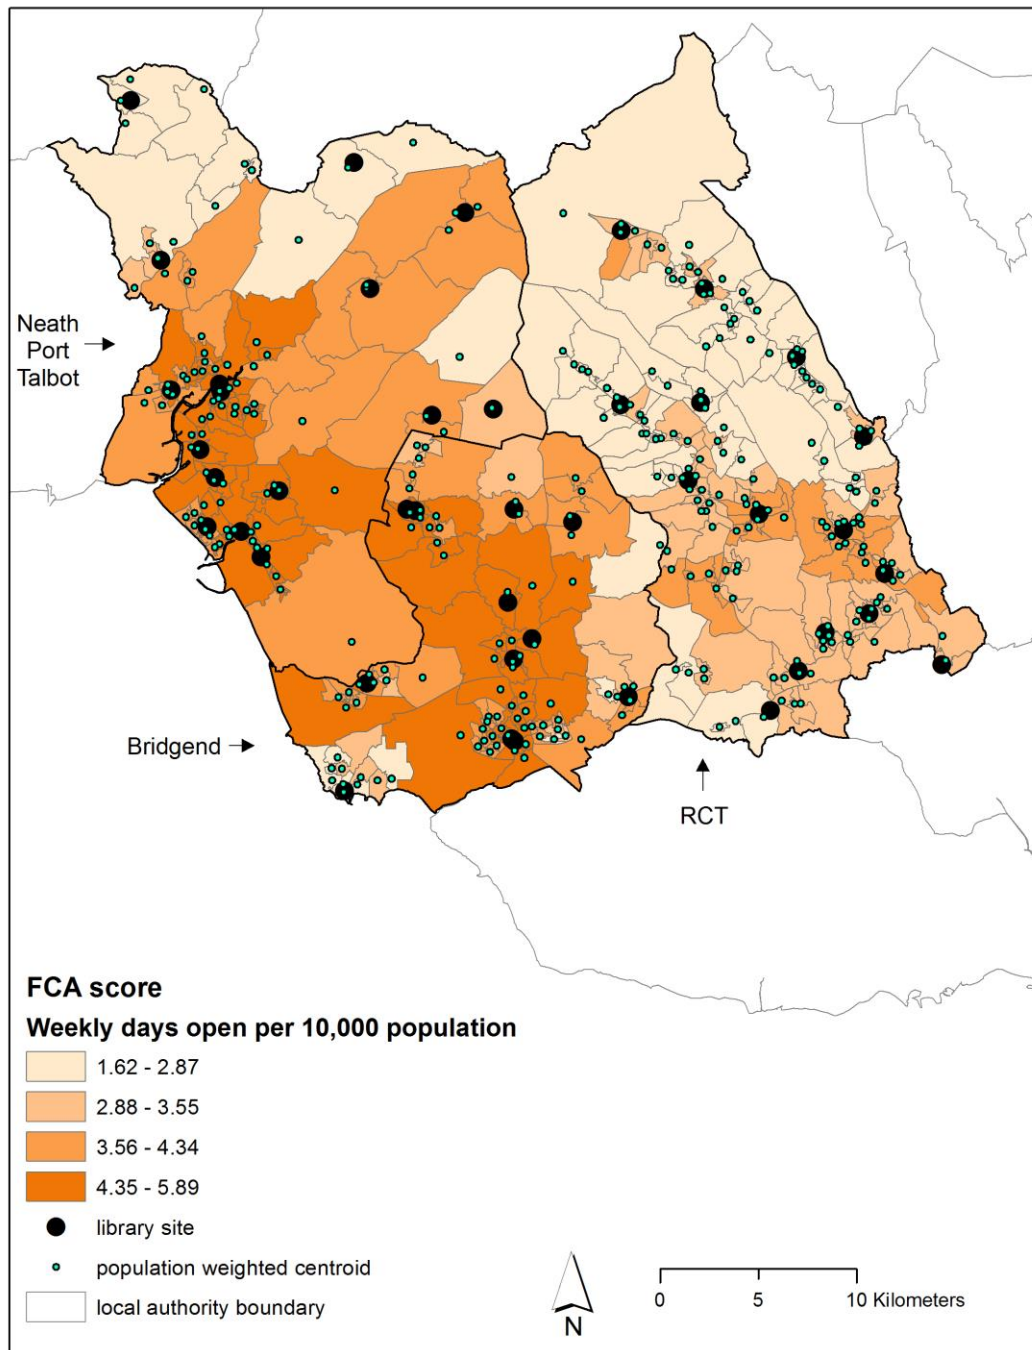 Neath
Port
Talbot
Bridgend
RCT
FCA score
Weekly days open per 10,000 population
1.62 - 2.87
2.88 - 3.55
3.56 - 4.34
4.35 - 5.89
library site
population weighted centroid
local authority boundary
N
0 5 10 Kilometers